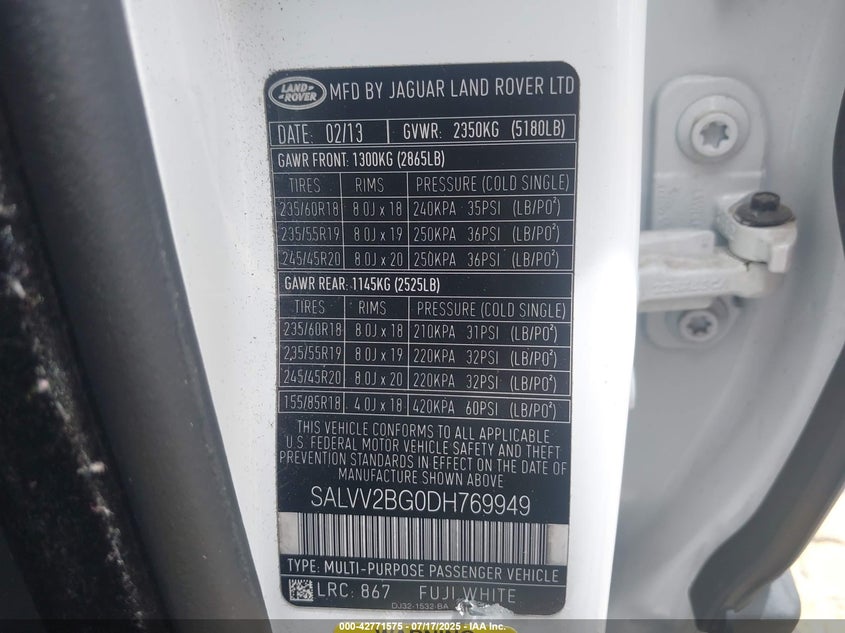 LAND ROVER MFD BY JAGUAR LAND ROVER LTD
DATE: 02/13 GVWR: 2350KG (5180LB)
GAWR FRONT: 1300KG (2865LB)
TIRES RIMS PRESSURE (COLD SINGLE)
235/60R18 8.0J x 18 240KPA 35PSI (LB/PO²)
235/55R19 8.0J x 19 250KPA 36PSI (LB/PO²)
245/45R20 8.0J x 20 250KPA 36PSI (LB/PO²)
GAWR REAR: 1145KG (2525LB)
TIRES RIMS PRESSURE (COLD SINGLE)
235/60R18 8.0J x 18 210KPA 31PSI (LB/PO²)
235/55R19 8.0J x 19 220KPA 32PSI (LB/PO²)
245/45R20 8.0J x 20 220KPA 32PSI (LB/PO²)
155/85R18 4.0J x 18 420KPA 60PSI (LB/PO²)
THIS VEHICLE CONFORMS TO ALL APPLICABLE
U.S. FEDERAL MOTOR VEHICLE SAFETY AND THEFT
PREVENTION STANDARDS IN EFFECT ON THE DATE OF
MANUFACTURE SHOWN ABOVE
SALVV2BG0DH769949
TYPE: MULTI-PURPOSE PASSENGER VEHICLE
LRC: 867 FUJI WHITE
DJ32-1532-BA
000-42771575 - 07/17/2025 - IAA Inc.
WARNING